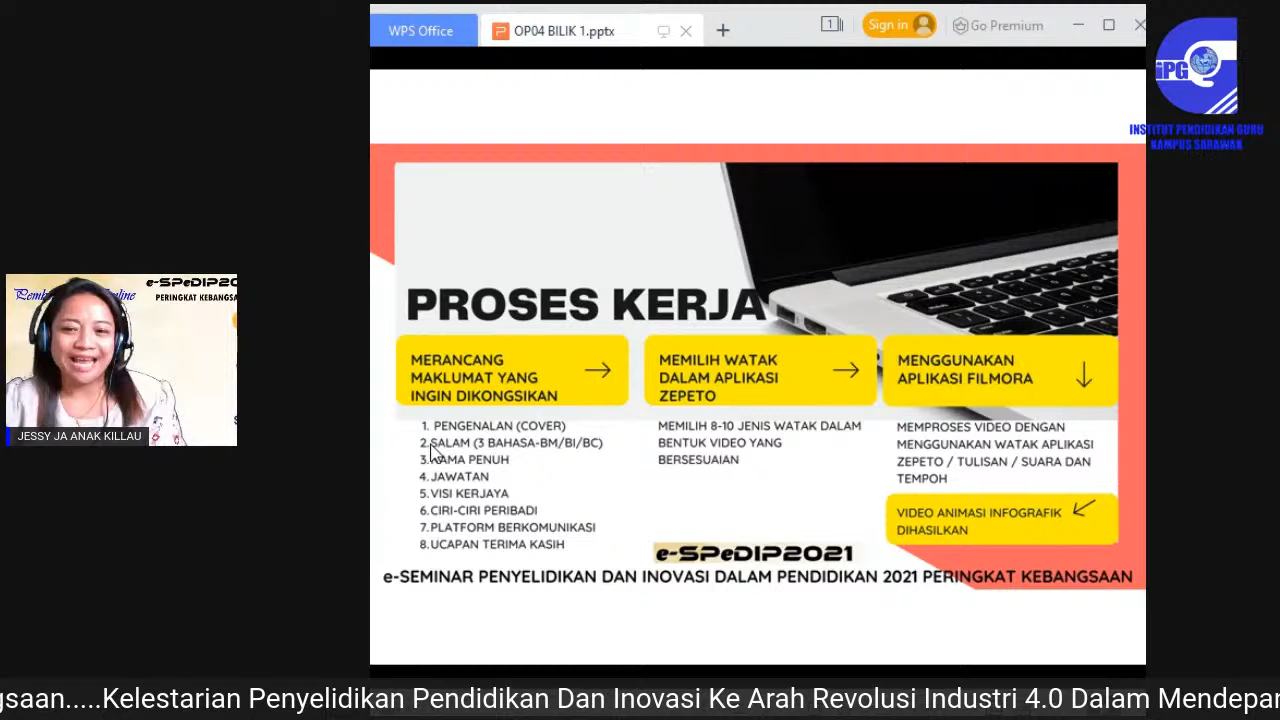 WPS Office
OP04 BILIK 1.pptx
1
Sign in
Go Premium
iPG
INSTITUT PENDIDIKAN GURU
KAMPUS SARAWAK
PROSES KERJA
MERANCANG
MAKLUMAT YANG
INGIN DIKONGSIKAN
1. PENGENALAN (COVER)
2.SALAM (3 BAHASA-BM/BI/BC)
3.NAMA PENUH
4.JAWATAN
5.VISI KERJAYA
6.CIRI-CIRI PERIBADI
7.PLATFORM BERKOMUNIKASI
8.UCAPAN TERIMA KASIH
MEMILIH WATAK
DALAM APLIKASI
ZEPETO
MEMILIH 8-10 JENIS WATAK DALAM
BENTUK VIDEO YANG
BERSESUAIAN
MENGGUNAKAN
APLIKASI FILMORA
MEMPROSES VIDEO DENGAN
MENGGUNAKAN WATAK APLIKASI
ZEPETO / TULISAN / SUARA DAN
TEMPOH
VIDEO ANIMASI INFOGRAFIK
DIHASILKAN
e-SPeDIP2021
e-SEMINAR PENYELIDIKAN DAN INOVASI DALAM PENDIDIKAN 2021 PERINGKAT KEBANGSAAN
e-SPeDIP20
PERINGKAT KEBANGSA
JESSY JA ANAK KILLAU
gsaan.....Kelestarian Penyelidikan Pendidikan Dan Inovasi Ke Arah Revolusi Industri 4.0 Dalam Mendepan